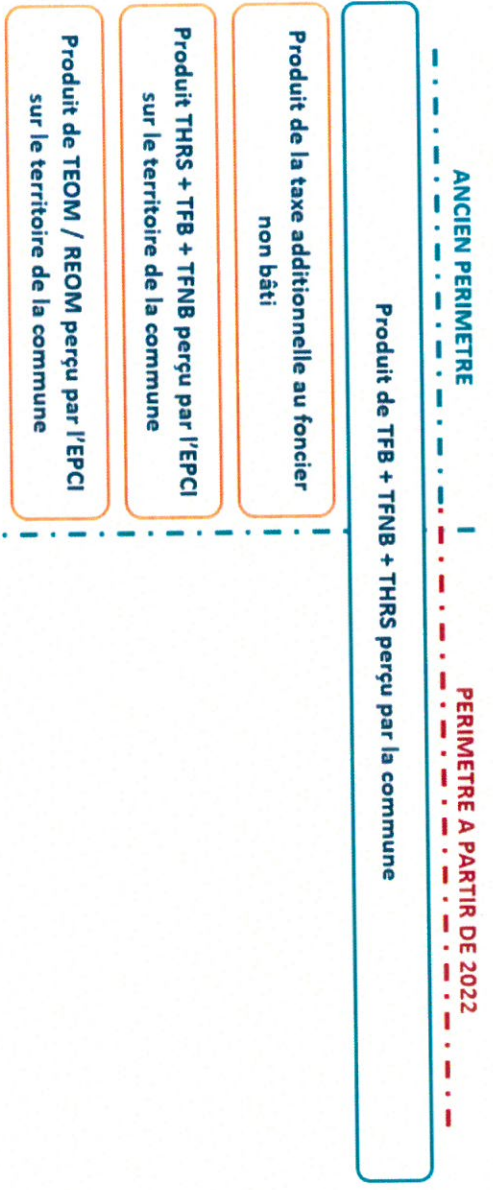 ANCIEN PERIMETRE
PERIMETRE A PARTIR DE 2022
Produit de TFB + TFNB + THRS perçu par la commune
Produit de la taxe additionnelle au foncier
non bâti
Produit THRS + TFB + TFNB perçu par l'EPCI
sur le territoire de la commune
Produit de TEOM / REOM perçu par l'EPCI
sur le territoire de la commune